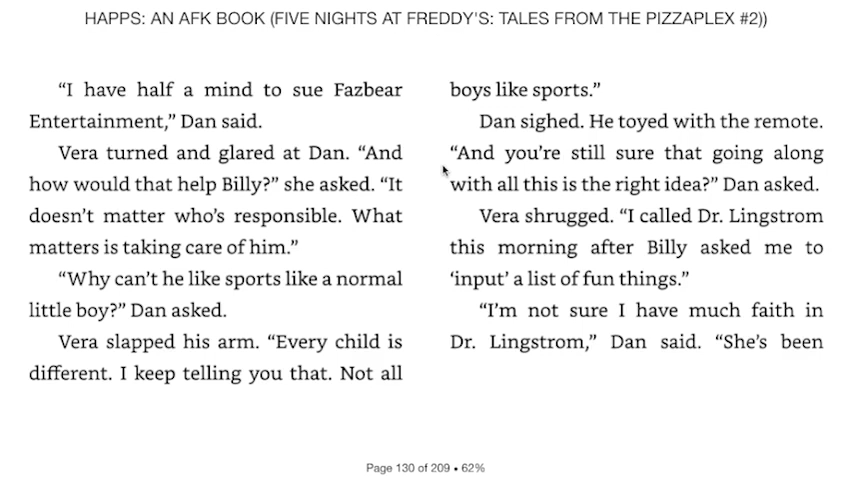 HAPPS: AN AFK BOOK (FIVE NIGHTS AT FREDDY'S: TALES FROM THE PIZZAPLEX #2))
“I have half a mind to sue Fazbear
Entertainment,” Dan said.
Vera turned and glared at Dan. “And
how would that help Billy?” she asked. “It
doesn’t matter who’s responsible. What
matters is taking care of him.”
“Why can’t he like sports like a normal
little boy?” Dan asked.
Vera slapped his arm. “Every child is
different. I keep telling you that. Not all
boys like sports.”
Dan sighed. He toyed with the remote.
“And you’re still sure that going along
with all this is the right idea?” Dan asked.
Vera shrugged. “I called Dr. Lingstrom
this morning after Billy asked me to
‘input’ a list of fun things.”
“I’m not sure I have much faith in
Dr. Lingstrom,” Dan said. “She’s been
Page 130 of 209 • 62%